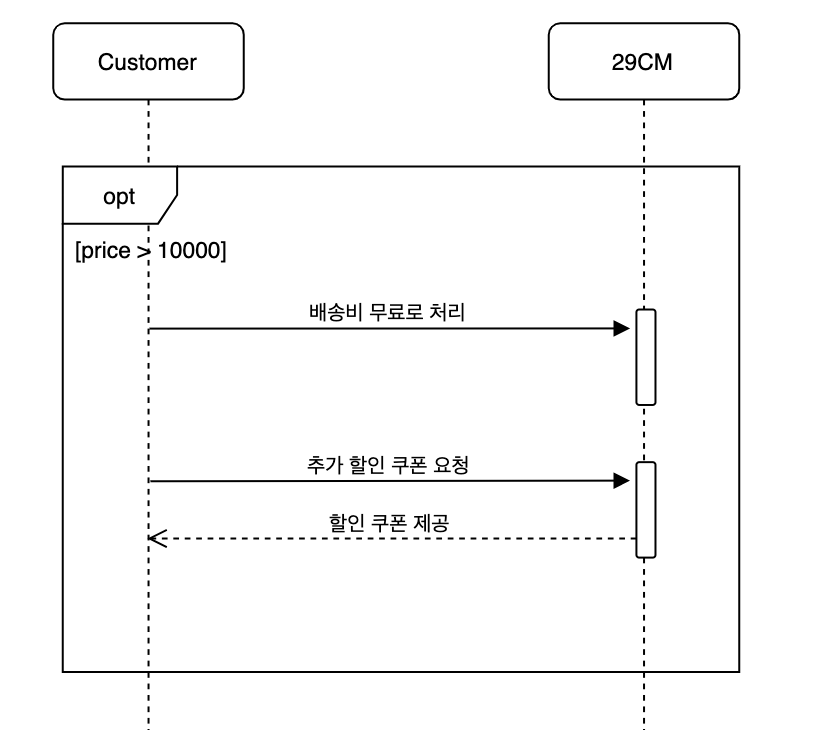 Customer
29CM
opt
[price > 10000]
배송비 무료로 처리
추가 할인 쿠폰 요청
할인 쿠폰 제공